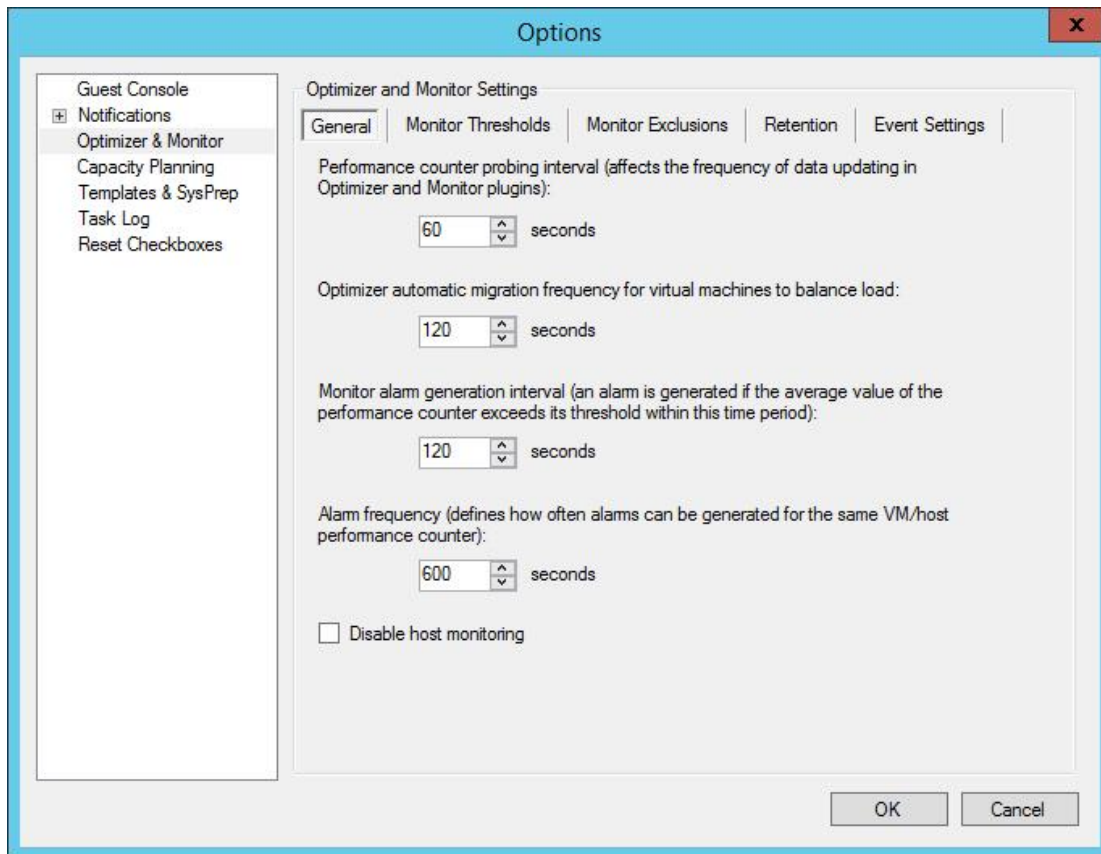 Options
x
Guest Console
Notifications
Optimizer & Monitor
Capacity Planning
Templates & SysPrep
Task Log
Reset Checkboxes
Optimizer and Monitor Settings
General Monitor Thresholds Monitor Exclusions Retention Event Settings
Performance counter probing interval (affects the frequency of data updating in
Optimizer and Monitor plugins):
60 seconds
Optimizer automatic migration frequency for virtual machines to balance load:
120 seconds
Monitor alarm generation interval (an alarm is generated if the average value of the
performance counter exceeds its threshold within this time period):
120 seconds
Alarm frequency (defines how often alarms can be generated for the same VM/host
performance counter):
600 seconds
Disable host monitoring
OK Cancel